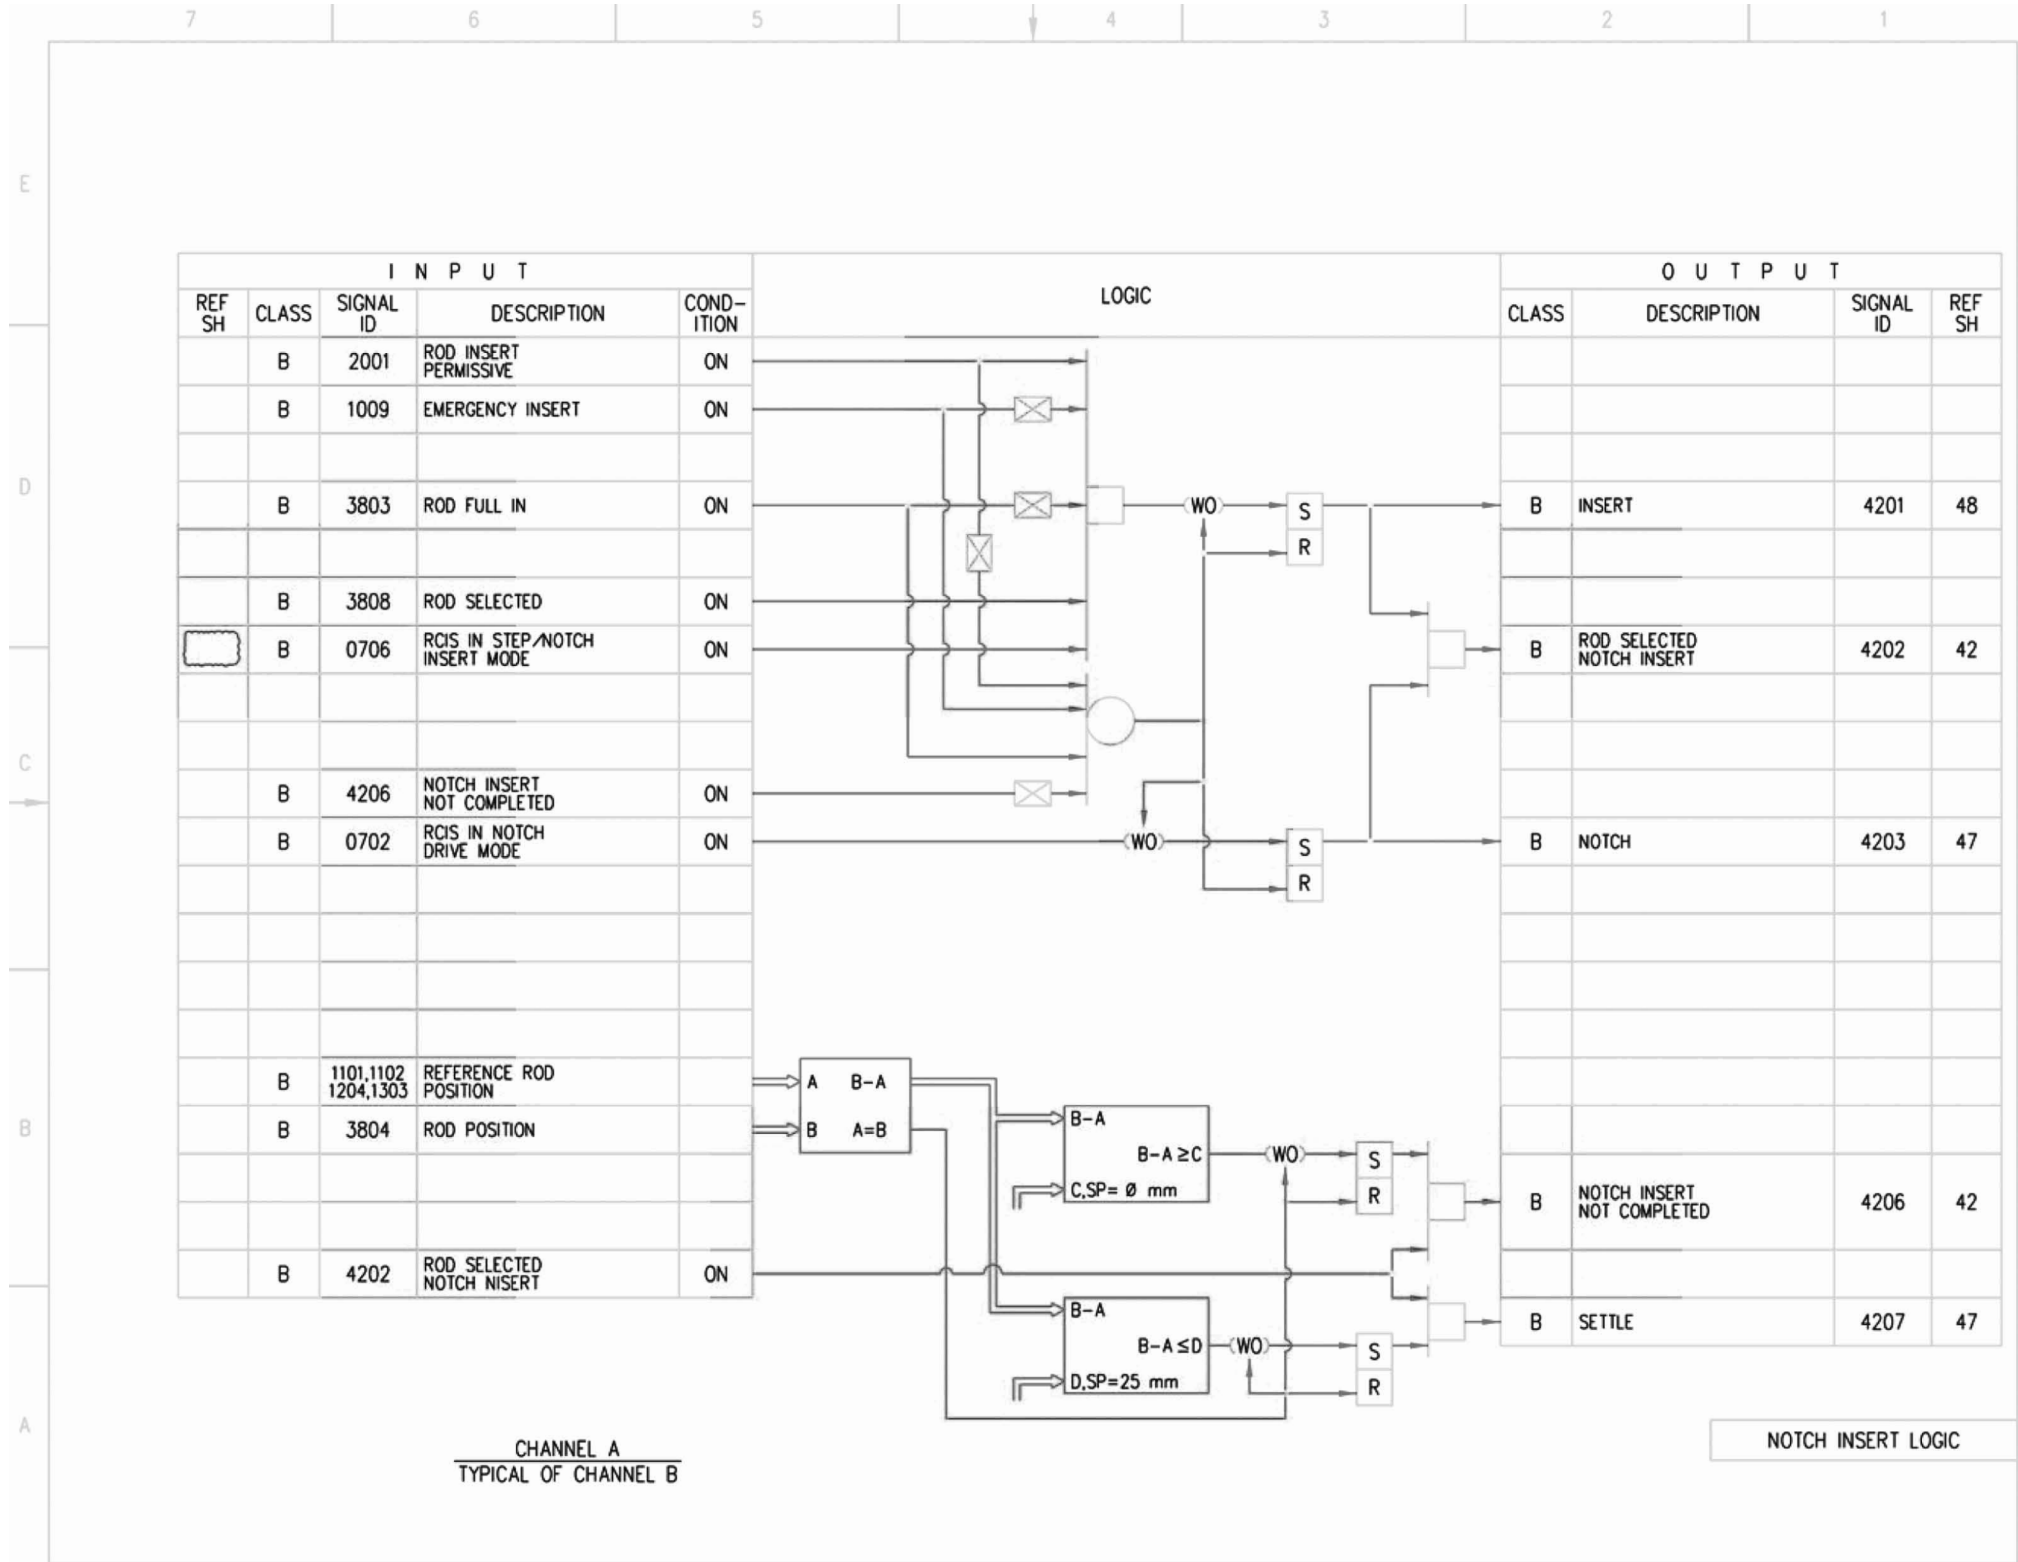 7 6 5 4 3 2 1
E
D
C
B
A
I N P U T
LOGIC
O U T P U T
REF SH CLASS SIGNAL ID DESCRIPTION COND- ITION
CLASS DESCRIPTION SIGNAL ID REF SH
B 2001 ROD INSERT PERMISSIVE ON
B 1009 EMERGENCY INSERT ON
B 3803 ROD FULL IN ON
WO S
R
B INSERT 4201 48
B 3808 ROD SELECTED ON
B 0706 RCIS IN STEP/NOTCH INSERT MODE ON
B ROD SELECTED NOTCH INSERT 4202 42
B 4206 NOTCH INSERT NOT COMPLETED ON
B 0702 RCIS IN NOTCH DRIVE MODE ON
WO S
R
B NOTCH 4203 47
B 1101,1102 1204,1303 REFERENCE ROD POSITION
A B-A
B 3804 ROD POSITION
B A=B
B-A
B-A ≥C
C,SP= Ø mm
WO S
R
B NOTCH INSERT NOT COMPLETED 4206 42
B 4202 ROD SELECTED NOTCH NISERT ON
B-A
B-A ≤D
D,SP=25 mm
WO S
R
B SETTLE 4207 47
CHANNEL A
TYPICAL OF CHANNEL B
NOTCH INSERT LOGIC